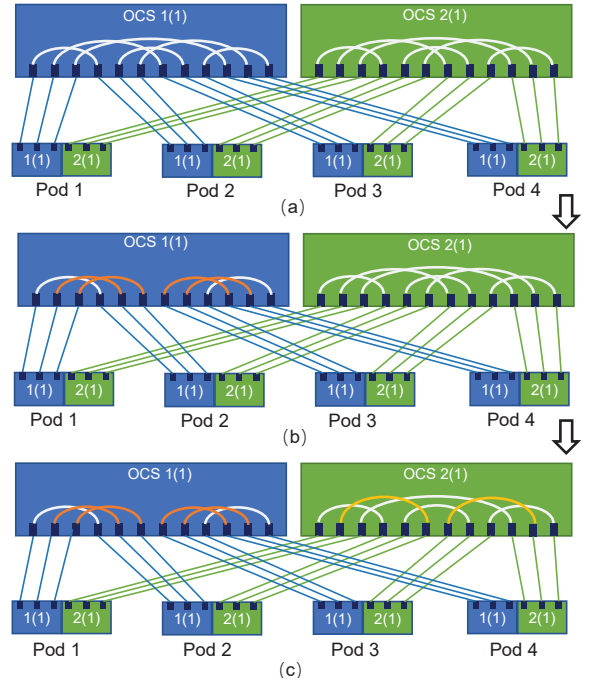 OCS 1(1) OCS 2(1)
1(1) 2(1) 1(1) 2(1) 1(1) 2(1) 1(1) 2(1)
Pod 1 Pod 2 Pod 3 Pod 4
(a)
OCS 1(1) OCS 2(1)
1(1) 2(1) 1(1) 2(1) 1(1) 2(1) 1(1) 2(1)
Pod 1 Pod 2 Pod 3 Pod 4
(b)
OCS 1(1) OCS 2(1)
1(1) 2(1) 1(1) 2(1) 1(1) 2(1) 1(1) 2(1)
Pod 1 Pod 2 Pod 3 Pod 4
(c)